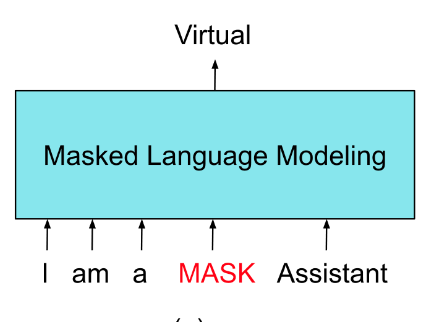 Virtual
Masked Language Modeling
I am a MASK Assistant